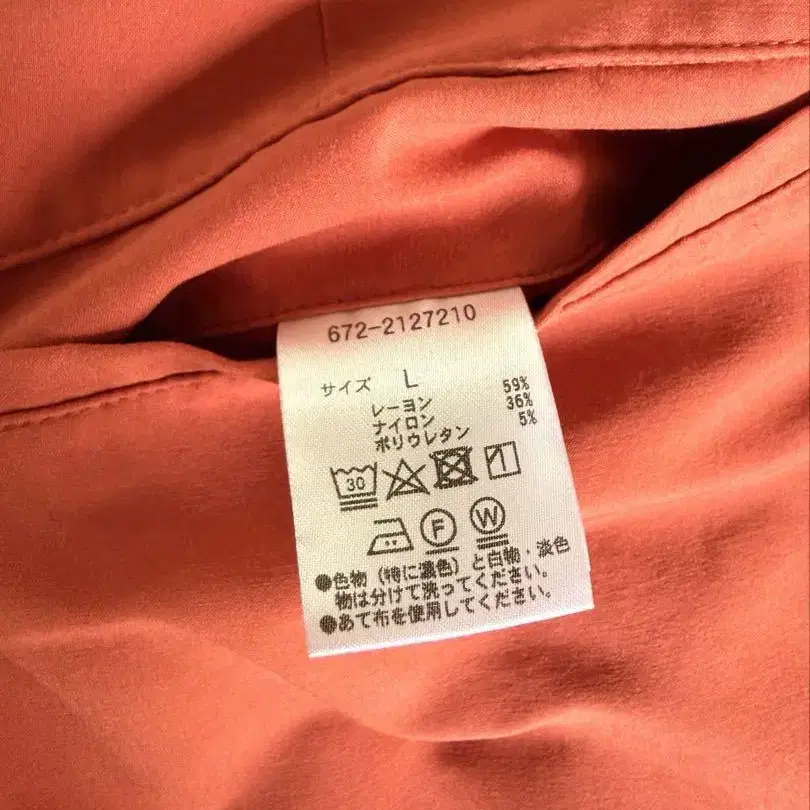 672-2127210
サイズ L
レーヨン 59%
ナイロン 36%
ポリウレタン 5%
30
F W
●色物(特に濃色)と白物・淡色
物は分けて洗ってください。
●あて布を使用してください。